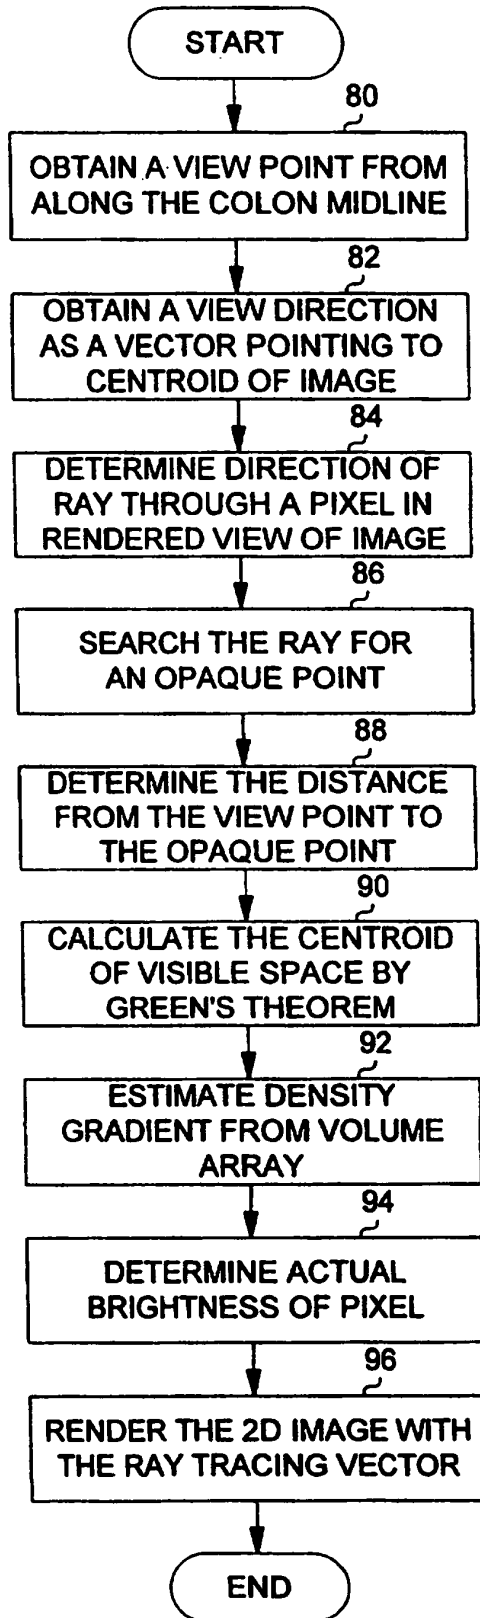 START
80
OBTAIN A VIEW POINT FROM
ALONG THE COLON MIDLINE
82
OBTAIN A VIEW DIRECTION
AS A VECTOR POINTING TO
CENTROID OF IMAGE
84
DETERMINE DIRECTION OF
RAY THROUGH A PIXEL IN
RENDERED VIEW OF IMAGE
86
SEARCH THE RAY FOR
AN OPAQUE POINT
88
DETERMINE THE DISTANCE
FROM THE VIEW POINT TO
THE OPAQUE POINT
90
CALCULATE THE CENTROID
OF VISIBLE SPACE BY
GREEN'S THEOREM
92
ESTIMATE DENSITY
GRADIENT FROM VOLUME
ARRAY
94
DETERMINE ACTUAL
BRIGHTNESS OF PIXEL
96
RENDER THE 2D IMAGE WITH
THE RAY TRACING VECTOR
END